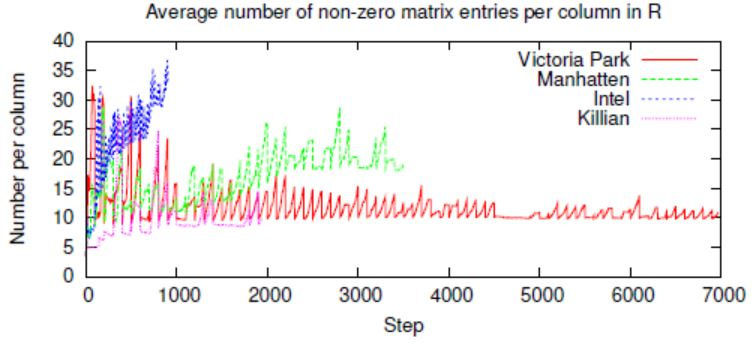 Average number of non-zero matrix entries per column in R
Number per column
40
35
30
25
20
15
10
5
0
Victoria Park
Manhatten
Intel
Killian
0 1000 2000 3000 4000 5000 6000 7000
Step